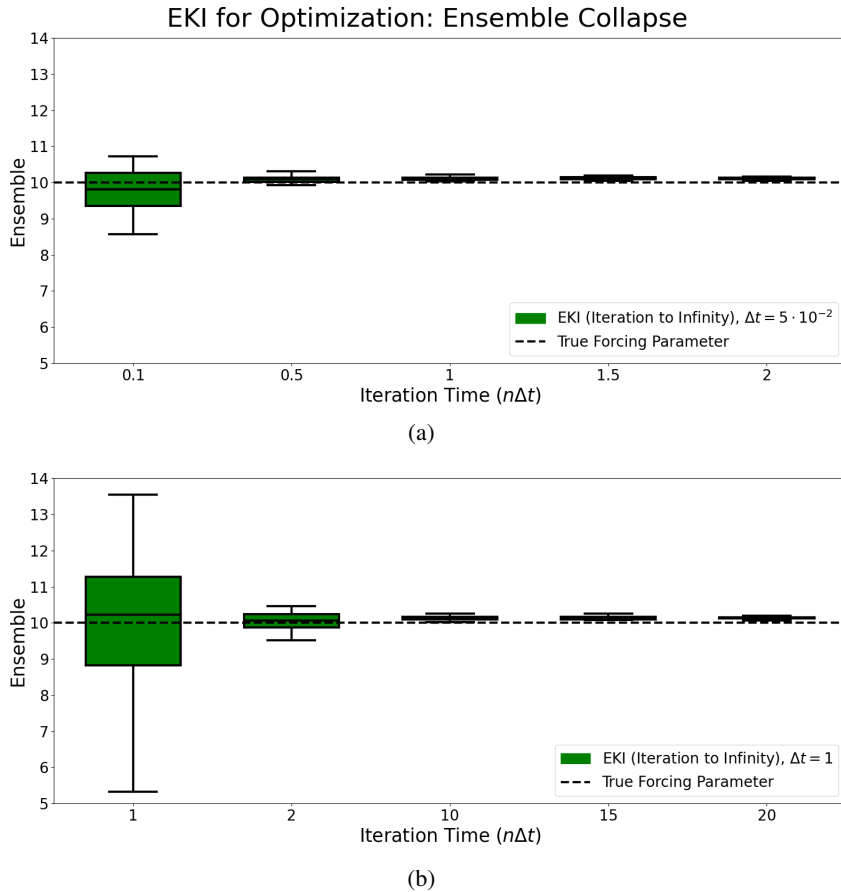 EKI for Optimization: Ensemble Collapse
14
13
12
11
10
9
8
7
6
5
Ensemble
EKI (Iteration to Infinity), Δt = 5 · 10⁻²
True Forcing Parameter
0.1 0.5 1 1.5 2
Iteration Time (nΔt)
(a)
14
13
12
11
10
9
8
7
6
5
Ensemble
EKI (Iteration to Infinity), Δt = 1
True Forcing Parameter
1 2 10 15 20
Iteration Time (nΔt)
(b)